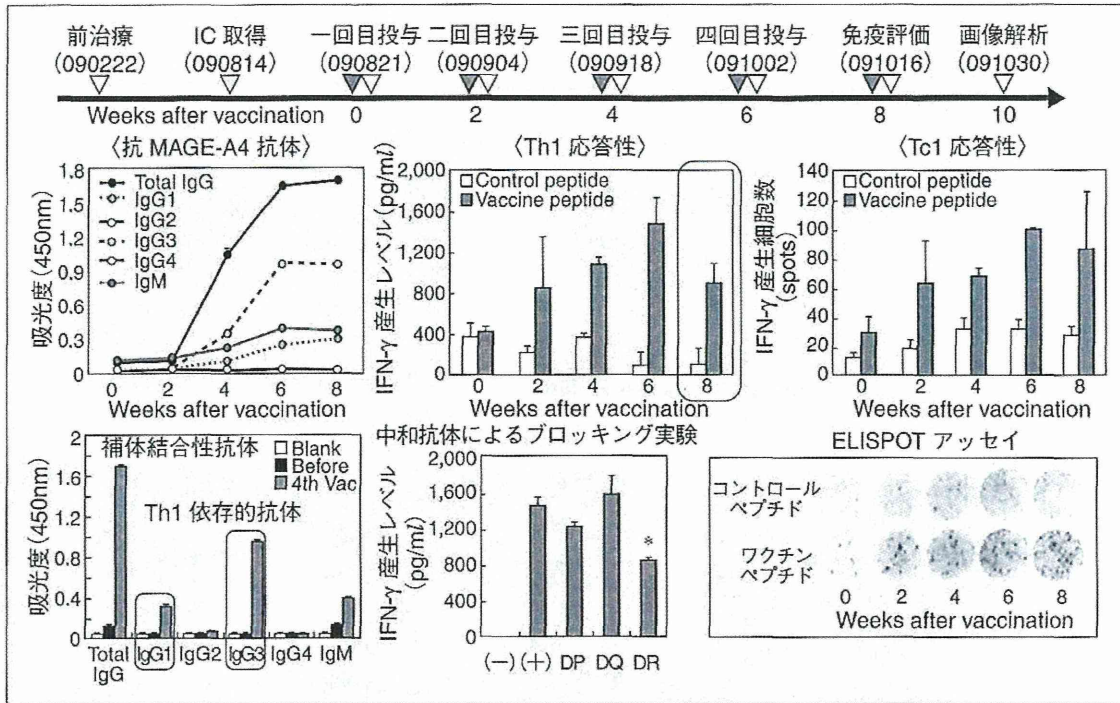 前治療 IC 取得 一回目投与 二回目投与 三回目投与 四回目投与 免疫評価 画像解析
(090222) (090814) (090821) (090904) (090918) (091002) (091016) (091030)
Weeks after vaccination 0 2 4 6 8 10
〈抗 MAGE-A4 抗体〉
吸光度(450nm)
1.8
1.5
1.2
0.9
0.6
0.3
0
Total IgG
IgG1
IgG2
IgG3
IgG4
IgM
0 2 4 6 8
Weeks after vaccination
〈Th1 応答性〉
IFN-γ 産生レベル(pg/ml)
2,000
1,600
1,200
800
400
0
Control peptide
Vaccine peptide
0 2 4 6 8
Weeks after vaccination
〈Tc1 応答性〉
IFN-γ 産生細胞数
(spots)
140
120
100
80
60
40
20
0
Control peptide
Vaccine peptide
0 2 4 6 8
Weeks after vaccination
補体結合性抗体
吸光度(450nm)
2
1.6
1.2
0.8
0.4
0
Blank
Before
4th Vac
Th1 依存的抗体
Total IgG1 IgG2 IgG3 IgG4 IgM
IgG
中和抗体によるブロッキング実験
IFN-γ 産生レベル
(pg/ml)
2,000
1,600
1,200
800
400
0
*
(−) (+) DP DQ DR
ELISPOT アッセイ
コントロール
ペプチド
ワクチン
ペプチド
0 2 4 6 8
Weeks after vaccination